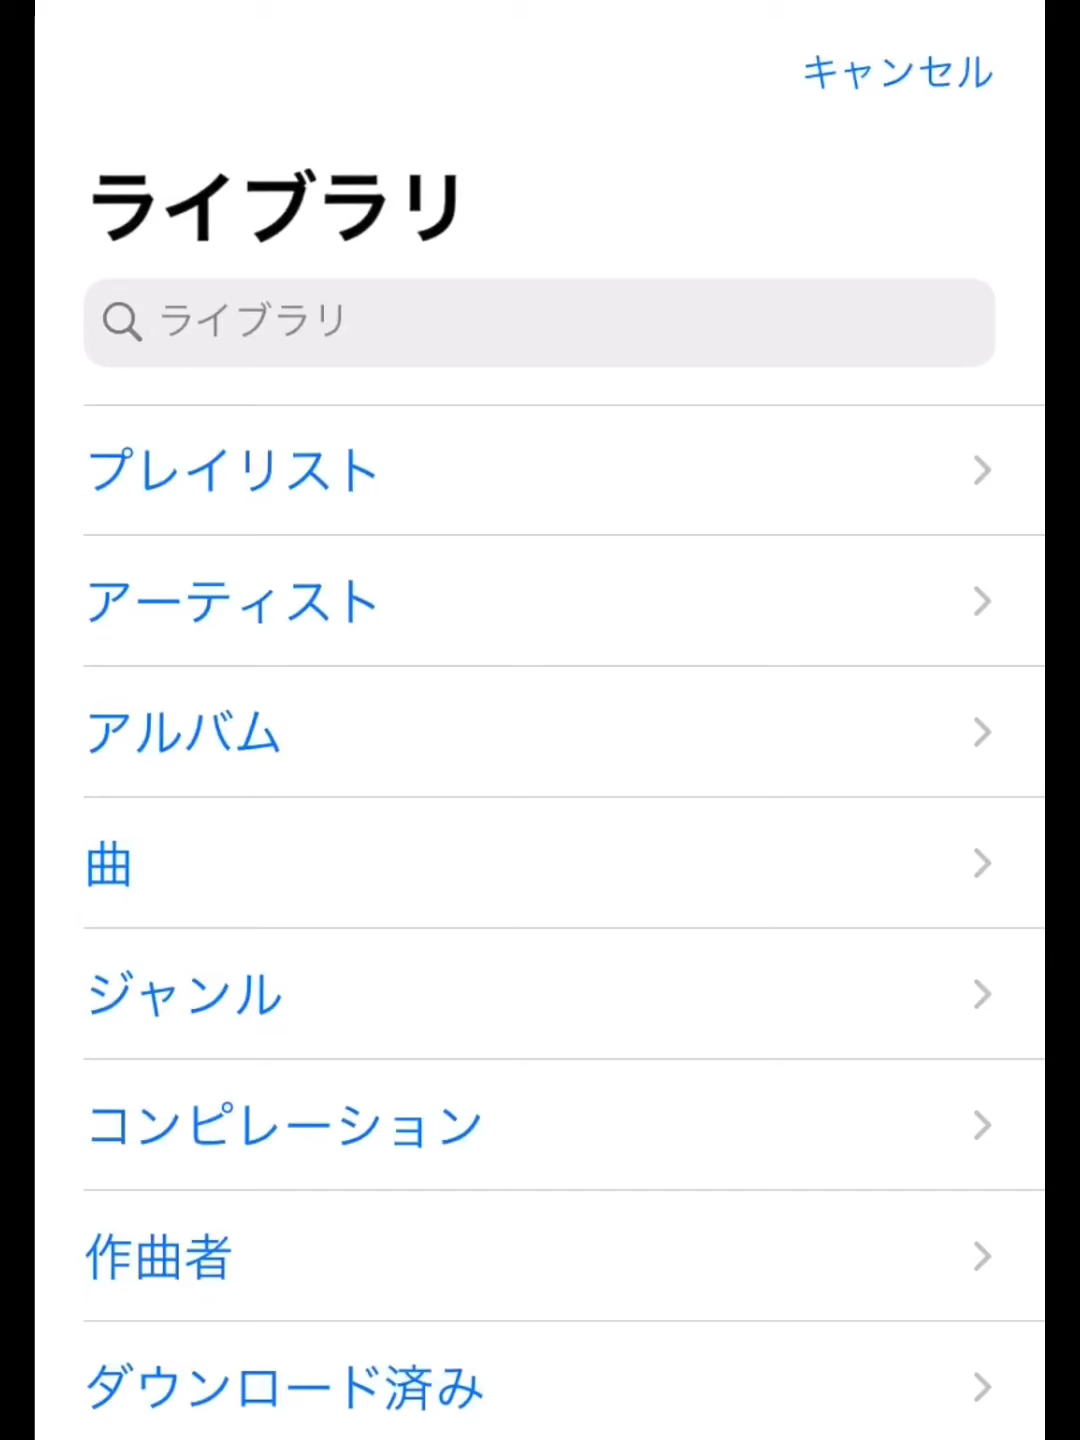 キャンセル
ライブラリ
ライブラリ
プレイリスト
アーティスト
アルバム
曲
ジャンル
コンピレーション
作曲者
ダウンロード済み